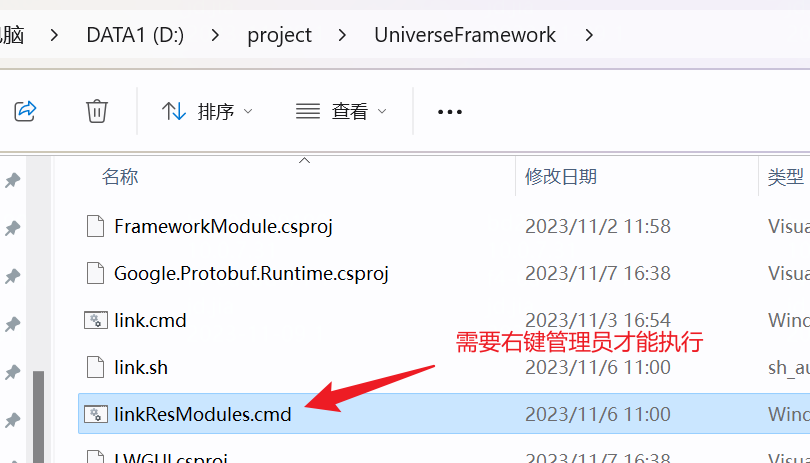 脑 > DATA1 (D:) > project > UniverseFramework >
排序 查看
名称 修改日期 类型
FrameworkModule.csproj 2023/11/2 11:58 Visua
Google.Protobuf.Runtime.csproj 2023/11/7 16:38 Visua
link.cmd 2023/11/3 16:54 Windo
需要右键管理员才能执行
link.sh 2023/11/6 11:00 sh_au
linkResModules.cmd 2023/11/6 11:00 Windo
LWGUI.csproj 2023/11/7 16:38 Visua